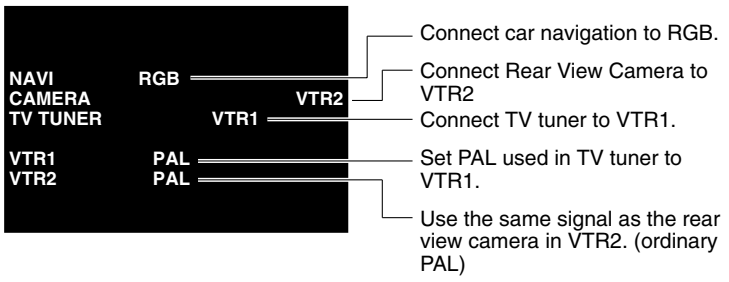 NAVI RGB
CAMERA VTR2
TV TUNER VTR1
VTR1 PAL
VTR2 PAL
Connect car navigation to RGB.
Connect Rear View Camera to
VTR2
Connect TV tuner to VTR1.
Set PAL used in TV tuner to
VTR1.
Use the same signal as the rear
view camera in VTR2. (ordinary
PAL)